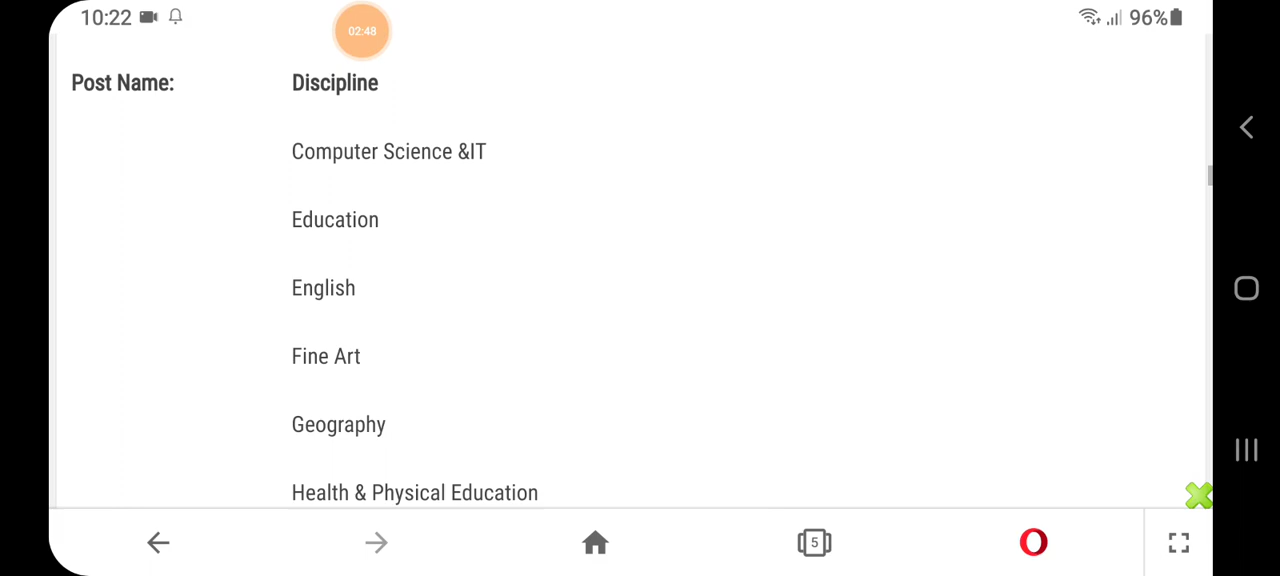 10:22
02:48
96%
Post Name: Discipline
Computer Science &IT
Education
English
Fine Art
Geography
Health & Physical Education
5